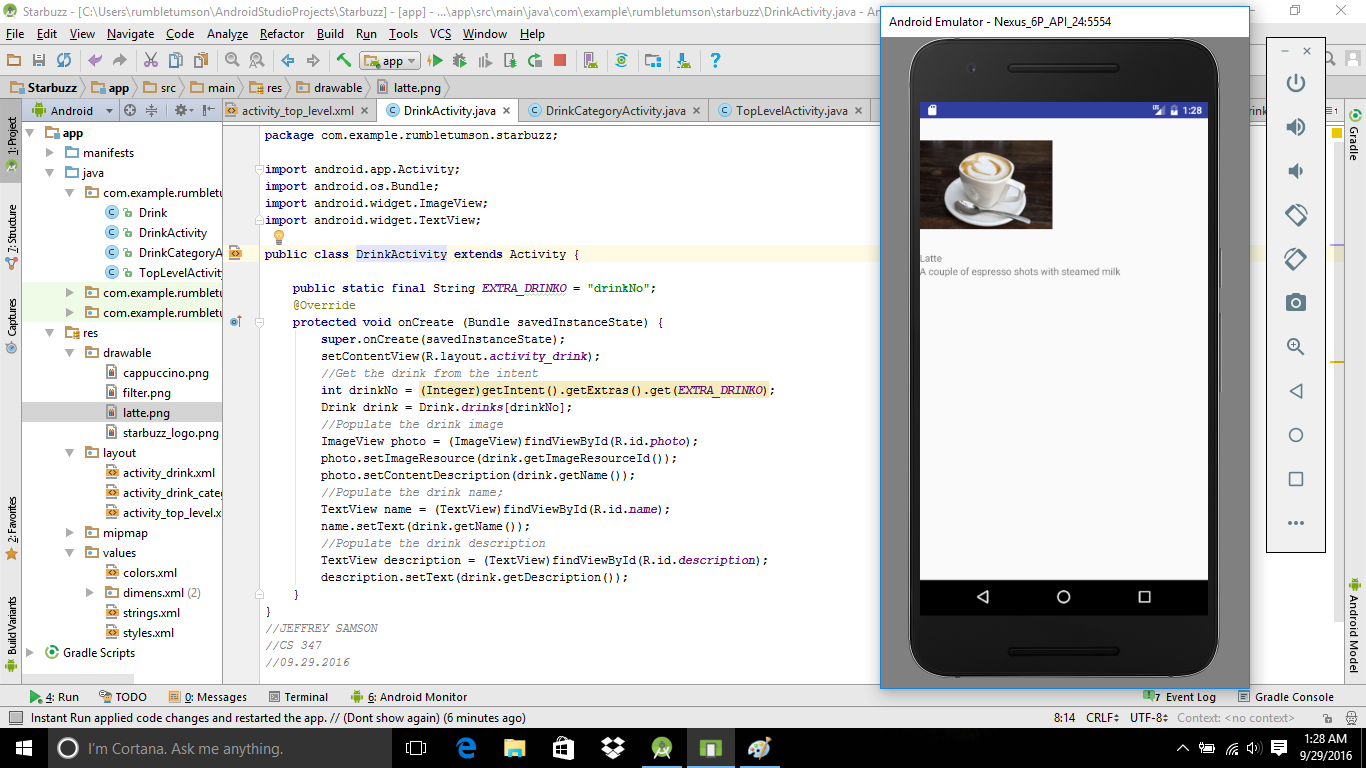 Starbuzz - [C:\Users\rumbletumson\AndroidStudioProjects\Starbuzz] - [app] - ...\app\src\main\java\com\example\rumbletumson\starbuzz\DrinkActivity.java - Android
File Edit View Navigate Code Analyze Refactor Build Run Tools VCS Window Help
app
Starbuzz app src main res drawable latte.png
Android activity_top_level.xml DrinkActivity.java DrinkCategoryActivity.java TopLevelActivity.java
1: Project
7: Structure
Captures
2: Favorites
Build Variants
app
manifests
java
com.example.rumbletu
Drink
DrinkActivity
DrinkCategoryA
TopLevelActivit
com.example.rumbletu
com.example.rumbletu
res
drawable
cappuccino.png
filter.png
latte.png
starbuzz_logo.png
layout
activity_drink.xml
activity_drink_categ
activity_top_level.x
mipmap
values
colors.xml
dimens.xml (2)
strings.xml
styles.xml
Gradle Scripts
package com.example.rumbletumson.starbuzz;
import android.app.Activity;
import android.os.Bundle;
import android.widget.ImageView;
import android.widget.TextView;
public class DrinkActivity extends Activity {
public static final String EXTRA_DRINKO = "drinkNo";
@Override
protected void onCreate (Bundle savedInstanceState) {
super.onCreate(savedInstanceState);
setContentView(R.layout.activity_drink);
//Get the drink from the intent
int drinkNo = (Integer)getIntent().getExtras().get(EXTRA_DRINKO);
Drink drink = Drink.drinks[drinkNo];
//Populate the drink image
ImageView photo = (ImageView)findViewById(R.id.photo);
photo.setImageResource(drink.getImageResourceId());
photo.setContentDescription(drink.getName());
//Populate the drink name;
TextView name = (TextView)findViewById(R.id.name);
name.setText(drink.getName());
//Populate the drink description
TextView description = (TextView)findViewById(R.id.description);
description.setText(drink.getDescription());
}
}
//JEFFREY SAMSON
//CS 347
//09.29.2016
Android Emulator - Nexus_6P_API_24:5554
1:28
Latte
A couple of espresso shots with steamed milk
Gradle
Android Model
4: Run TODO 0: Messages Terminal 6: Android Monitor 7 Event Log Gradle Console
Instant Run applied code changes and restarted the app. // (Dont show again) (6 minutes ago) 8:14 CRLF UTF-8 Context: <no context>
I'm Cortana. Ask me anything.
1:28 AM
9/29/2016